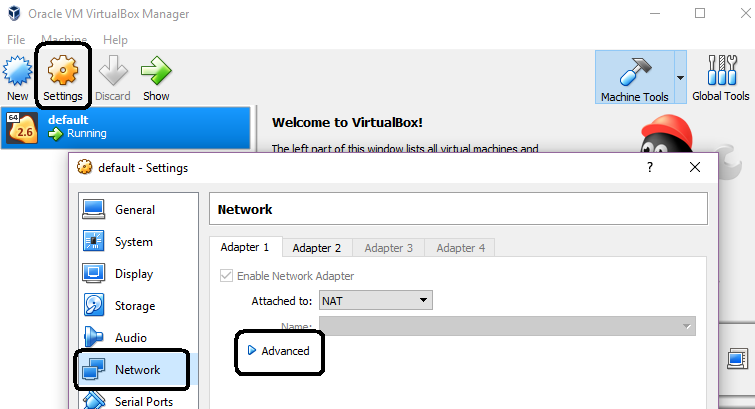 Oracle VM VirtualBox Manager
File Machine Help
New Settings Discard Show Machine Tools Global Tools
64
2.6
default
Running
Welcome to VirtualBox!
The left part of this window lists all virtual machines and
default - Settings ?
General
System
Display
Storage
Audio
Network
Serial Ports
Network
Adapter 1 Adapter 2 Adapter 3 Adapter 4
Enable Network Adapter
Attached to: NAT
Name:
Advanced